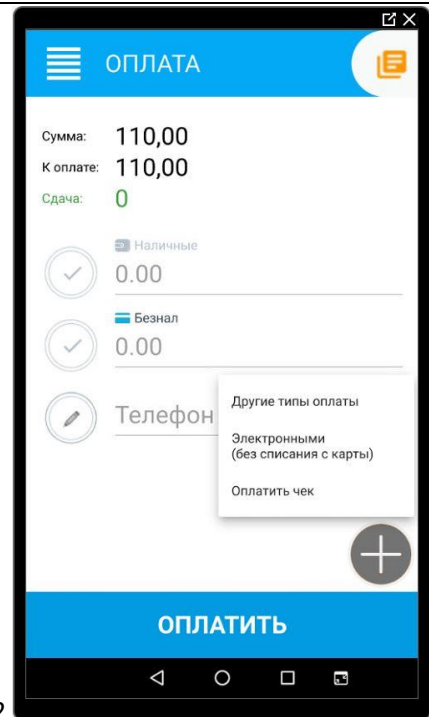 ОПЛАТА
Сумма: 110,00
К оплате: 110,00
Сдача: 0
Наличные
0.00
Безнал
0.00
Телефон
Другие типы оплаты
Электронными
(без списания с карты)
Оплатить чек
ОПЛАТИТЬ